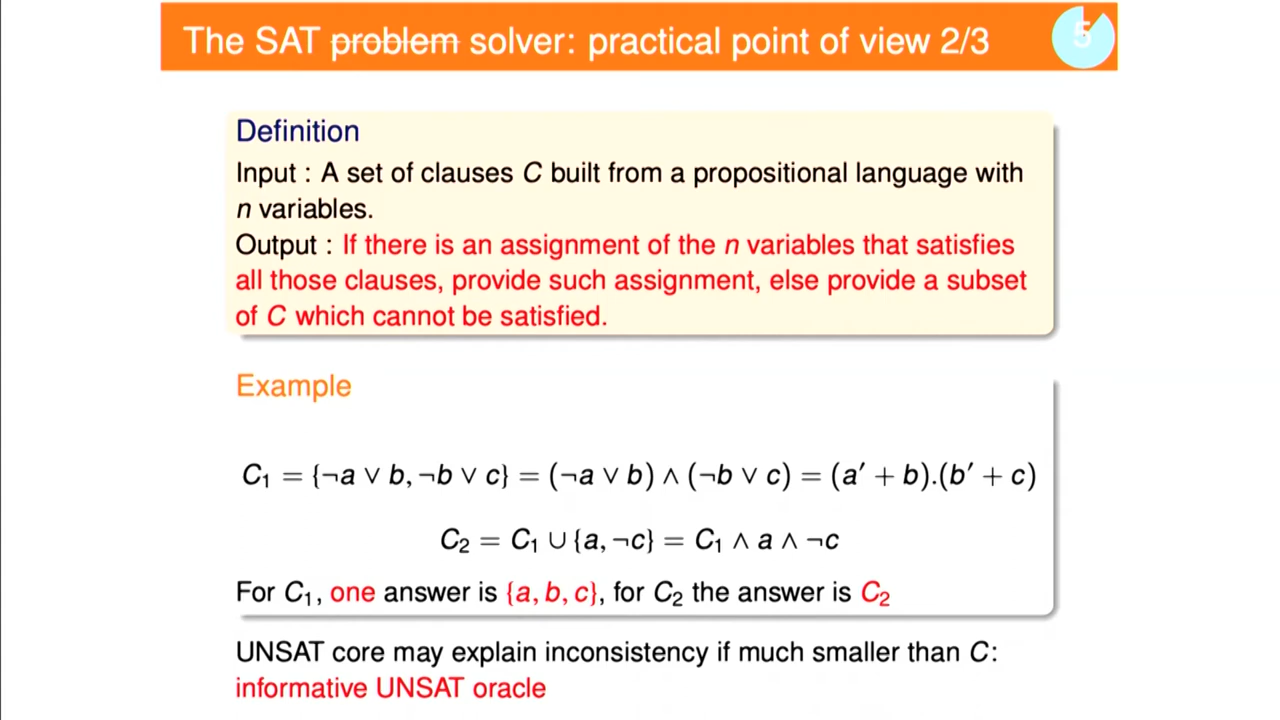 The SAT problem solver: practical point of view 2/3
5
Definition
Input : A set of clauses C built from a propositional language with
n variables.
Output : If there is an assignment of the n variables that satisfies
all those clauses, provide such assignment, else provide a subset
of C which cannot be satisfied.
Example
C₁ = {¬a ∨ b, ¬b ∨ c} = (¬a ∨ b) ∧ (¬b ∨ c) = (a′ + b).(b′ + c)
C₂ = C₁ ∪ {a, ¬c} = C₁ ∧ a ∧ ¬c
For C₁, one answer is {a, b, c}, for C₂ the answer is C₂
UNSAT core may explain inconsistency if much smaller than C:
informative UNSAT oracle